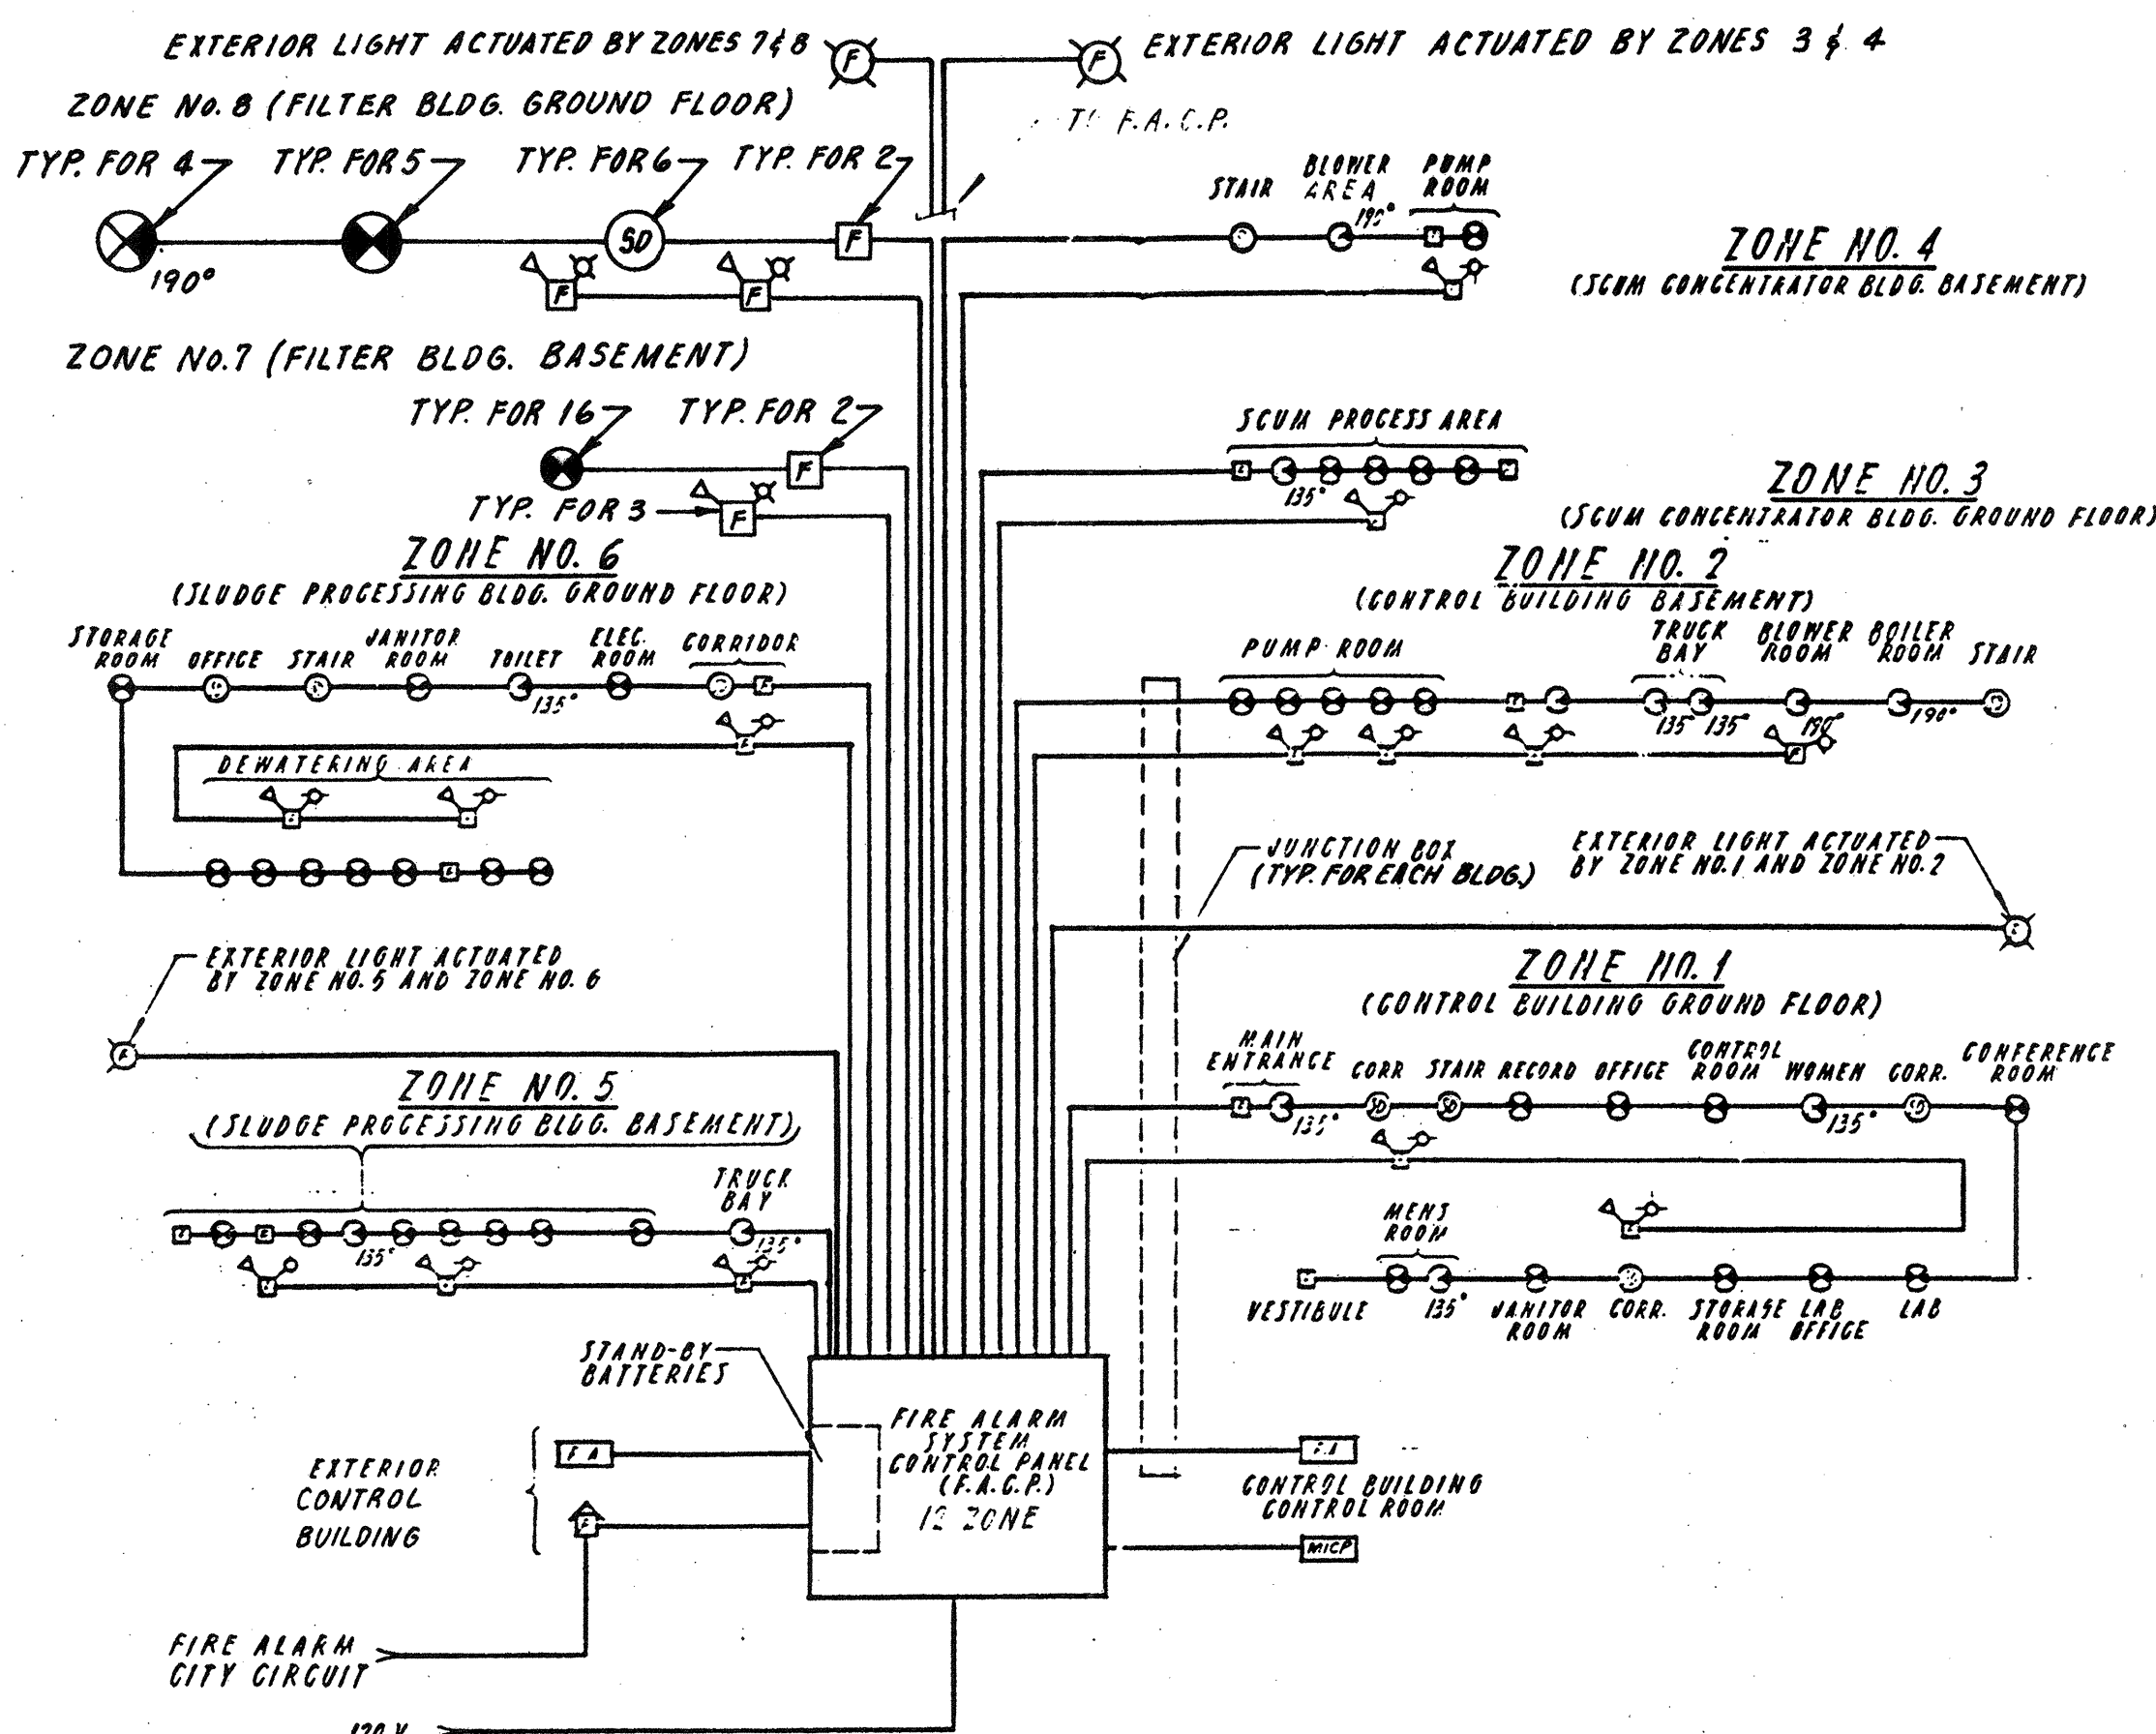 EXTERIOR LIGHT ACTUATED BY ZONES 7 & 8
F
F
EXTERIOR LIGHT ACTUATED BY ZONES 3 & 4
ZONE No. 8 (FILTER BLDG. GROUND FLOOR)
F.A.C.P.
TYP. FOR 4
TYP. FOR 5
TYP. FOR 6
TYP. FOR 2
SD
F
190°
F
F
STAIR
BLOWER
AREA
190°
PUMP
ROOM
ZONE NO. 4
(SCUM CONCENTRATOR BLDG. BASEMENT)
ZONE No. 7 (FILTER BLDG. BASEMENT)
TYP. FOR 16
TYP. FOR 2
F
TYP. FOR 3
F
SCUM PROCESS AREA
135°
ZONE NO. 3
(SCUM CONCENTRATOR BLDG. GROUND FLOOR)
ZONE NO. 6
(SLUDGE PROCESSING BLDG. GROUND FLOOR)
STORAGE
ROOM
OFFICE
STAIR
JANITOR
ROOM
TOILET
135°
ELEC.
ROOM
CORRIDOR
DEWATERING AREA
ZONE NO. 2
(CONTROL BUILDING BASEMENT)
PUMP ROOM
TRUCK
BAY
BLOWER
ROOM
BOILER
ROOM
STAIR
135°
135°
190°
190°
F
JUNCTION BOX
(TYP. FOR EACH BLDG.)
EXTERIOR LIGHT ACTUATED
BY ZONE NO.1 AND ZONE NO.2
EXTERIOR LIGHT ACTUATED
BY ZONE NO.5 AND ZONE NO. 6
ZONE NO. 1
(CONTROL BUILDING GROUND FLOOR)
MAIN
ENTRANCE
CORR
STAIR
RECORD
OFFICE
CONTROL
ROOM
WOMEN
CORR.
CONFERENCE
ROOM
135°
SD
SD
135°
MENS
ROOM
VESTIBULE
135°
JANITOR
ROOM
CORR.
STORAGE
ROOM
LAB
OFFICE
LAB
ZONE NO. 5
(SLUDGE PROCESSING BLDG. BASEMENT)
TRUCK
BAY
135°
135°
STAND-BY
BATTERIES
FIRE ALARM
SYSTEM
CONTROL PANEL
(F.A.C.P.)
12 ZONE
EXTERIOR
CONTROL
BUILDING
FA
FA
CONTROL BUILDING
CONTROL ROOM
MICP
FIRE ALARM
CITY CIRCUIT
120 V